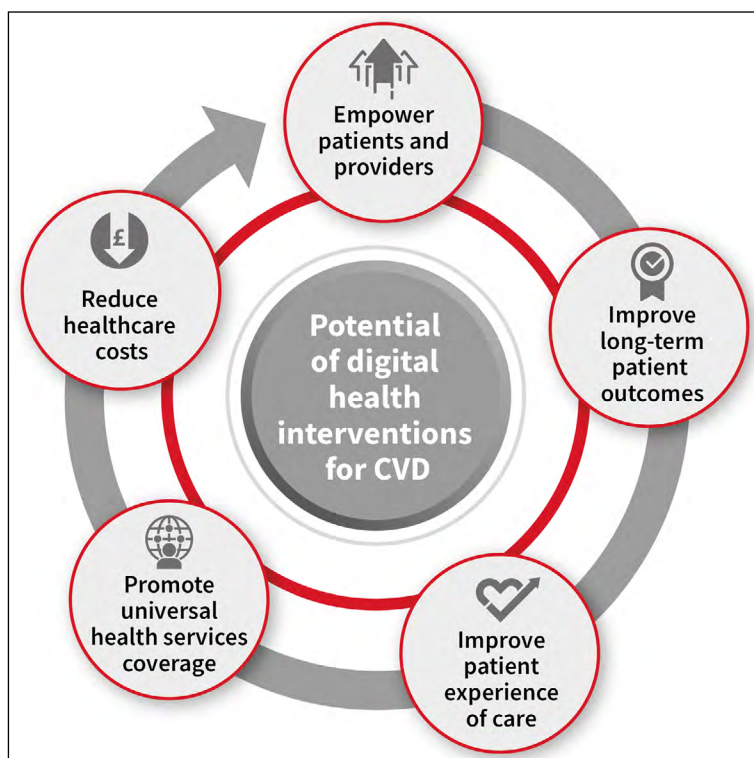 Empower
patients and
providers
Improve
long-term
patient
outcomes
Improve
patient
experience
of care
Promote
universal
health services
coverage
£
Reduce
healthcare
costs
Potential
of digital
health
interventions
for CVD